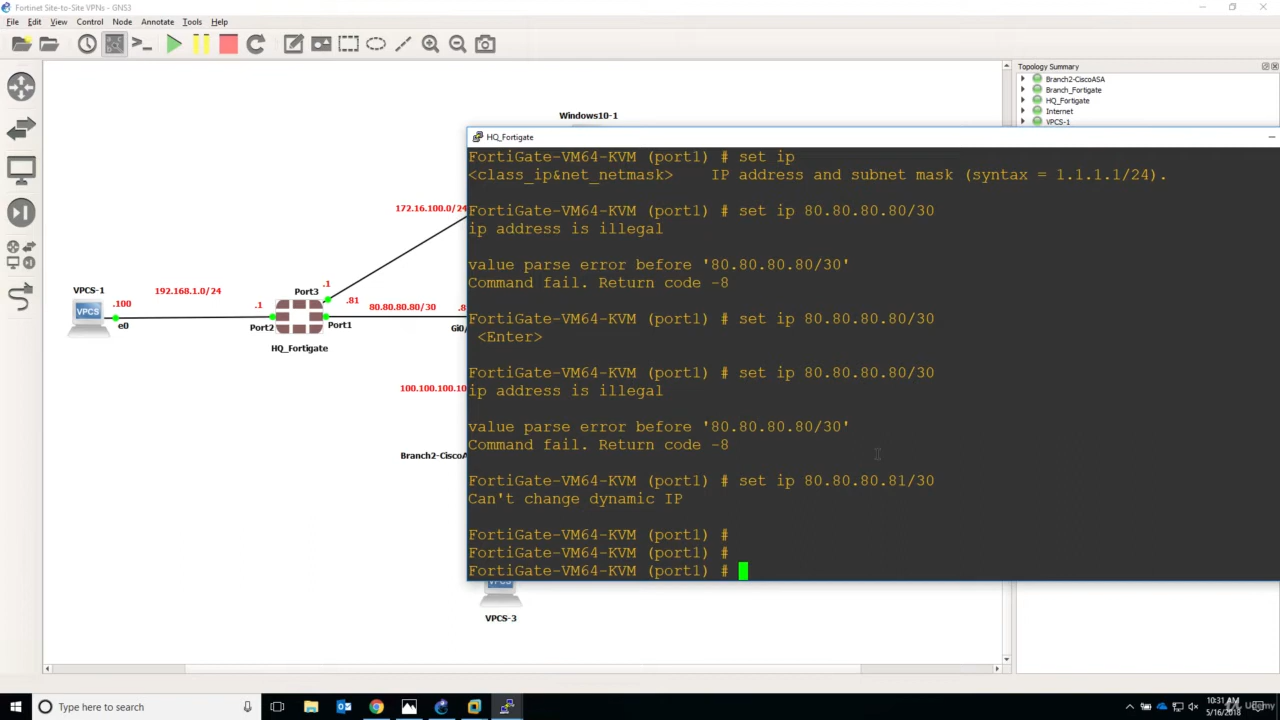 Fortinet Site-to-Site VPNs - GNS3
File Edit View Control Node Annotate Tools Help
Topology Summary
Branch2-CiscoASA
Branch_Fortigate
HQ_Fortigate
Internet
VPCS-1
Windows10-1
HQ_Fortigate
FortiGate-VM64-KVM (port1) # set ip
<class_ip&net_netmask>    IP address and subnet mask (syntax = 1.1.1.1/24).
FortiGate-VM64-KVM (port1) # set ip 80.80.80.80/30
ip address is illegal
value parse error before '80.80.80.80/30'
Command fail. Return code -8
FortiGate-VM64-KVM (port1) # set ip 80.80.80.80/30
<Enter>
FortiGate-VM64-KVM (port1) # set ip 80.80.80.80/30
ip address is illegal
value parse error before '80.80.80.80/30'
Command fail. Return code -8
FortiGate-VM64-KVM (port1) # set ip 80.80.80.81/30
Can't change dynamic IP
FortiGate-VM64-KVM (port1) #
FortiGate-VM64-KVM (port1) #
FortiGate-VM64-KVM (port1) #
172.16.100.0/24
VPCS-1
VPCS
.100
e0
192.168.1.0/24
.1
Port2
Port3
.1
.81
Port1
HQ_Fortigate
80.80.80.80/30
.8
Gi0/
100.100.100.10
Branch2-CiscoA
VPCS
VPCS-3
Type here to search
10:31 AM
5/16/2018
Udemy